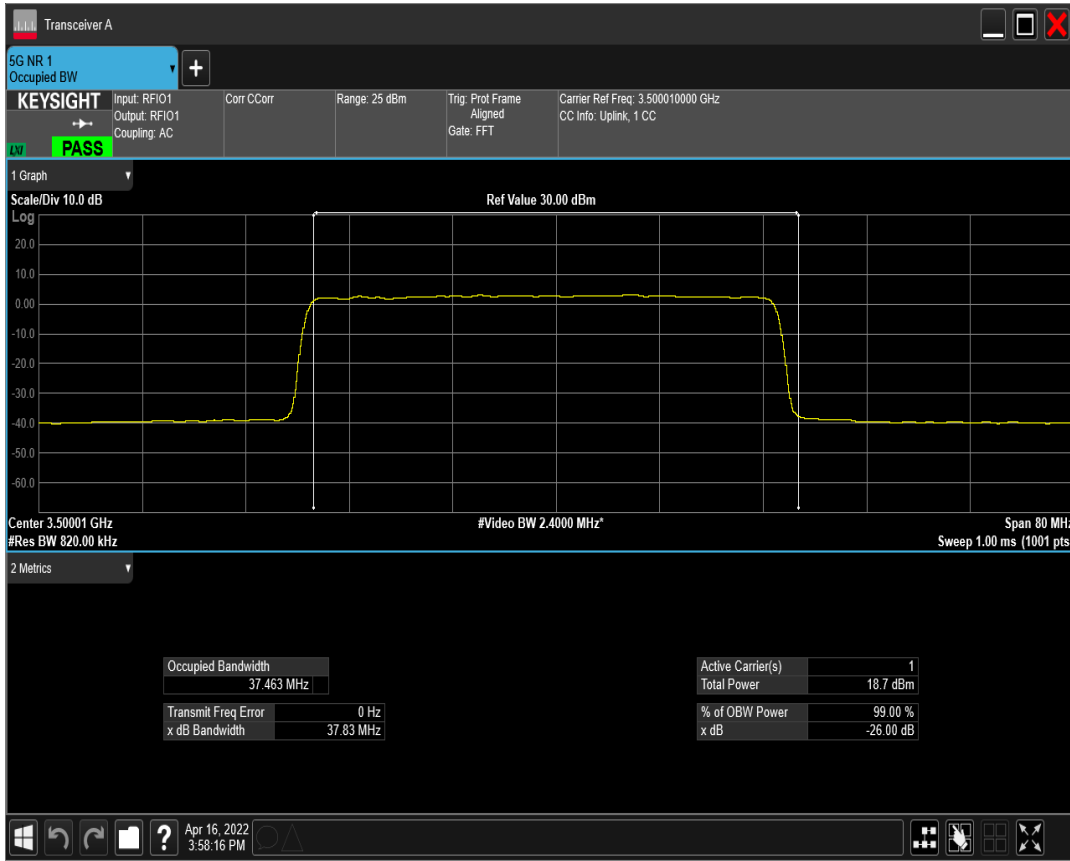 Transceiver A
5G NR 1
Occupied BW
KEYSIGHT
LXI
PASS
Input: RFIO1
Output: RFIO1
Coupling: AC
Corr CCorr
Range: 25 dBm
Trig: Prot Frame
Aligned
Gate: FFT
Carrier Ref Freq: 3.500010000 GHz
CC Info: Uplink, 1 CC
1 Graph
Scale/Div 10.0 dB
Ref Value 30.00 dBm
Log
20.0
10.0
0.00
-10.0
-20.0
-30.0
-40.0
-50.0
-60.0
Center 3.50001 GHz
#Video BW 2.4000 MHz*
Span 80 MHz
#Res BW 820.00 kHz
Sweep 1.00 ms (1001 pts
2 Metrics
Occupied Bandwidth
37.463 MHz
Transmit Freq Error 0 Hz
x dB Bandwidth 37.83 MHz
Active Carrier(s) 1
Total Power 18.7 dBm
% of OBW Power 99.00 %
x dB -26.00 dB
?
Apr 16, 2022
3:58:16 PM